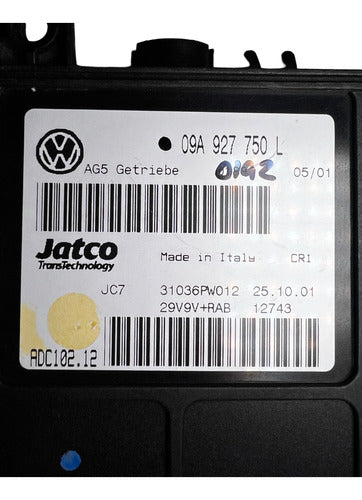 09A 927 750 L
AG5 Getriebe 0192 05/01
Jatco
TransTechnology
Made in Italy CR1
JC7 31036PW012 25.10.01
29V9V+RAB 12743
ADC102.12